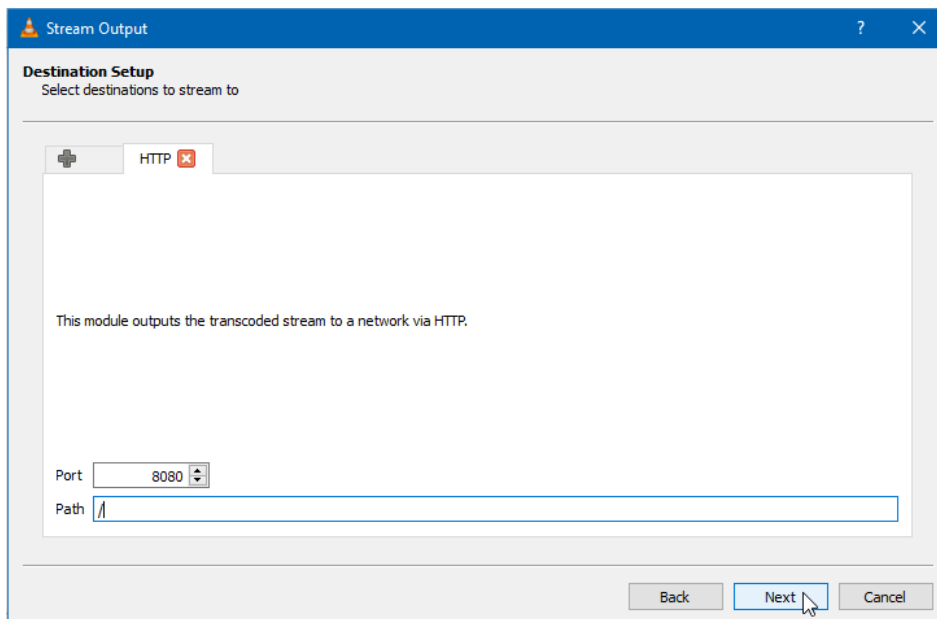 Stream Output
Destination Setup
Select destinations to stream to
HTTP
This module outputs the transcoded stream to a network via HTTP.
Port 8080
Path /
Back Next Cancel